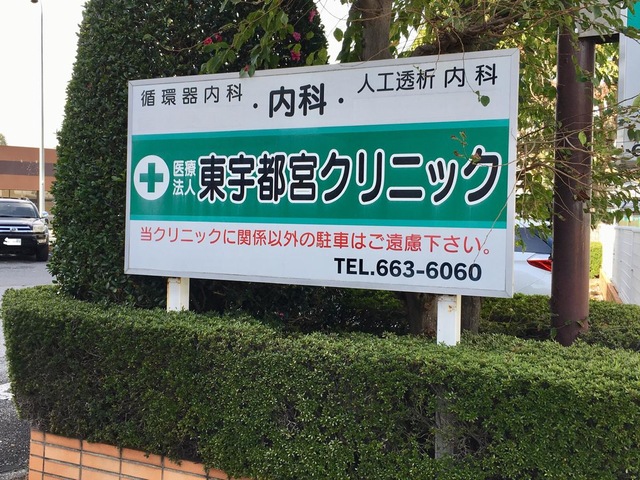 循環器内科・内科・人工透析内科
医療法人 東宇都宮クリニック
当クリニックに関係以外の駐車はご遠慮下さい。
TEL.663-6060